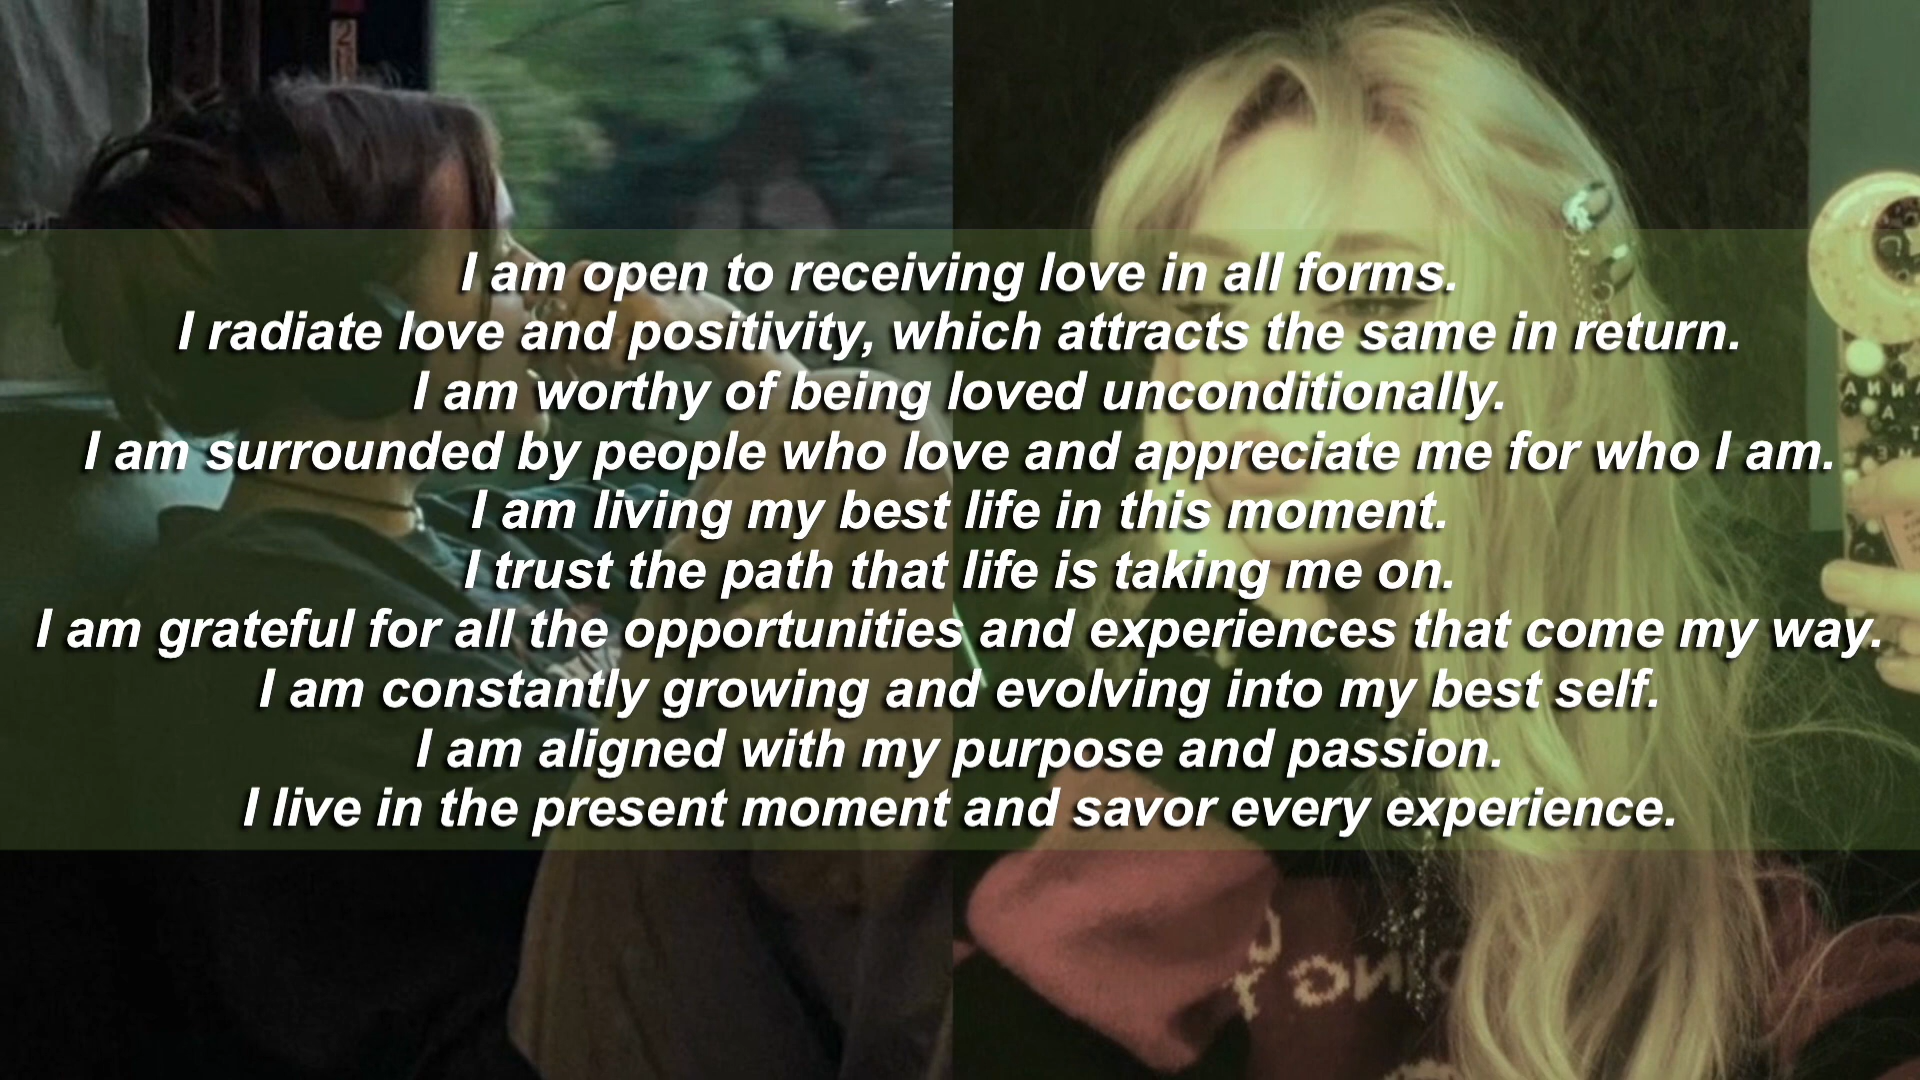 I am open to receiving love in all forms.
I radiate love and positivity, which attracts the same in return.
I am worthy of being loved unconditionally.
I am surrounded by people who love and appreciate me for who I am.
I am living my best life in this moment.
I trust the path that life is taking me on.
I am grateful for all the opportunities and experiences that come my way.
I am constantly growing and evolving into my best self.
I am aligned with my purpose and passion.
I live in the present moment and savor every experience.